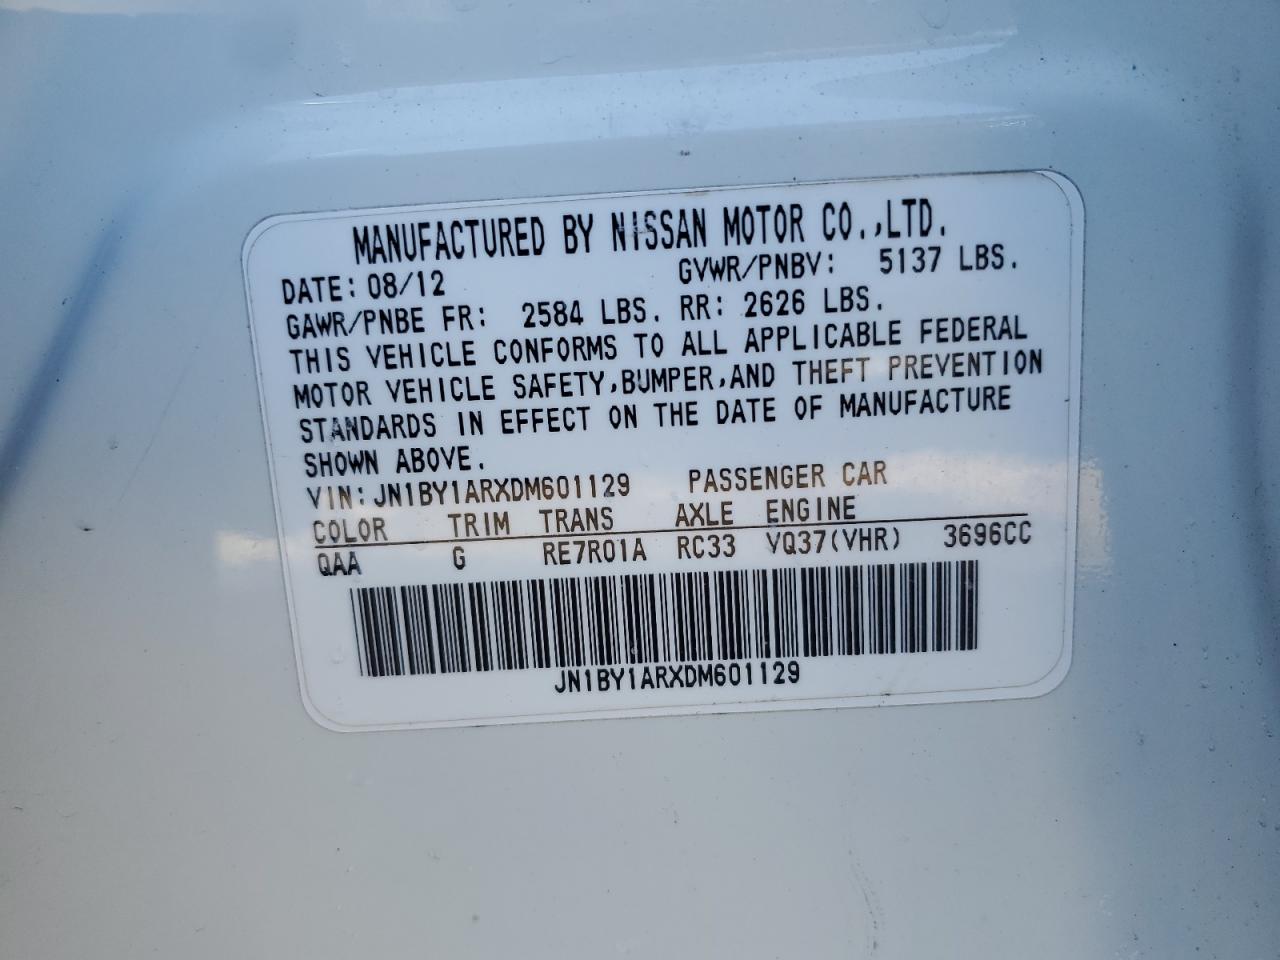 MANUFACTURED BY NISSAN MOTOR CO.,LTD.
DATE: 08/12 GVWR/PNBV: 5137 LBS.
GAWR/PNBE FR: 2584 LBS. RR: 2626 LBS.
THIS VEHICLE CONFORMS TO ALL APPLICABLE FEDERAL
MOTOR VEHICLE SAFETY,BUMPER,AND THEFT PREVENTION
STANDARDS IN EFFECT ON THE DATE OF MANUFACTURE
SHOWN ABOVE.
VIN: JN1BY1ARXDM601129 PASSENGER CAR
COLOR TRIM TRANS AXLE ENGINE
QAA G RE7R01A RC33 VQ37(VHR) 3696CC
JN1BY1ARXDM601129